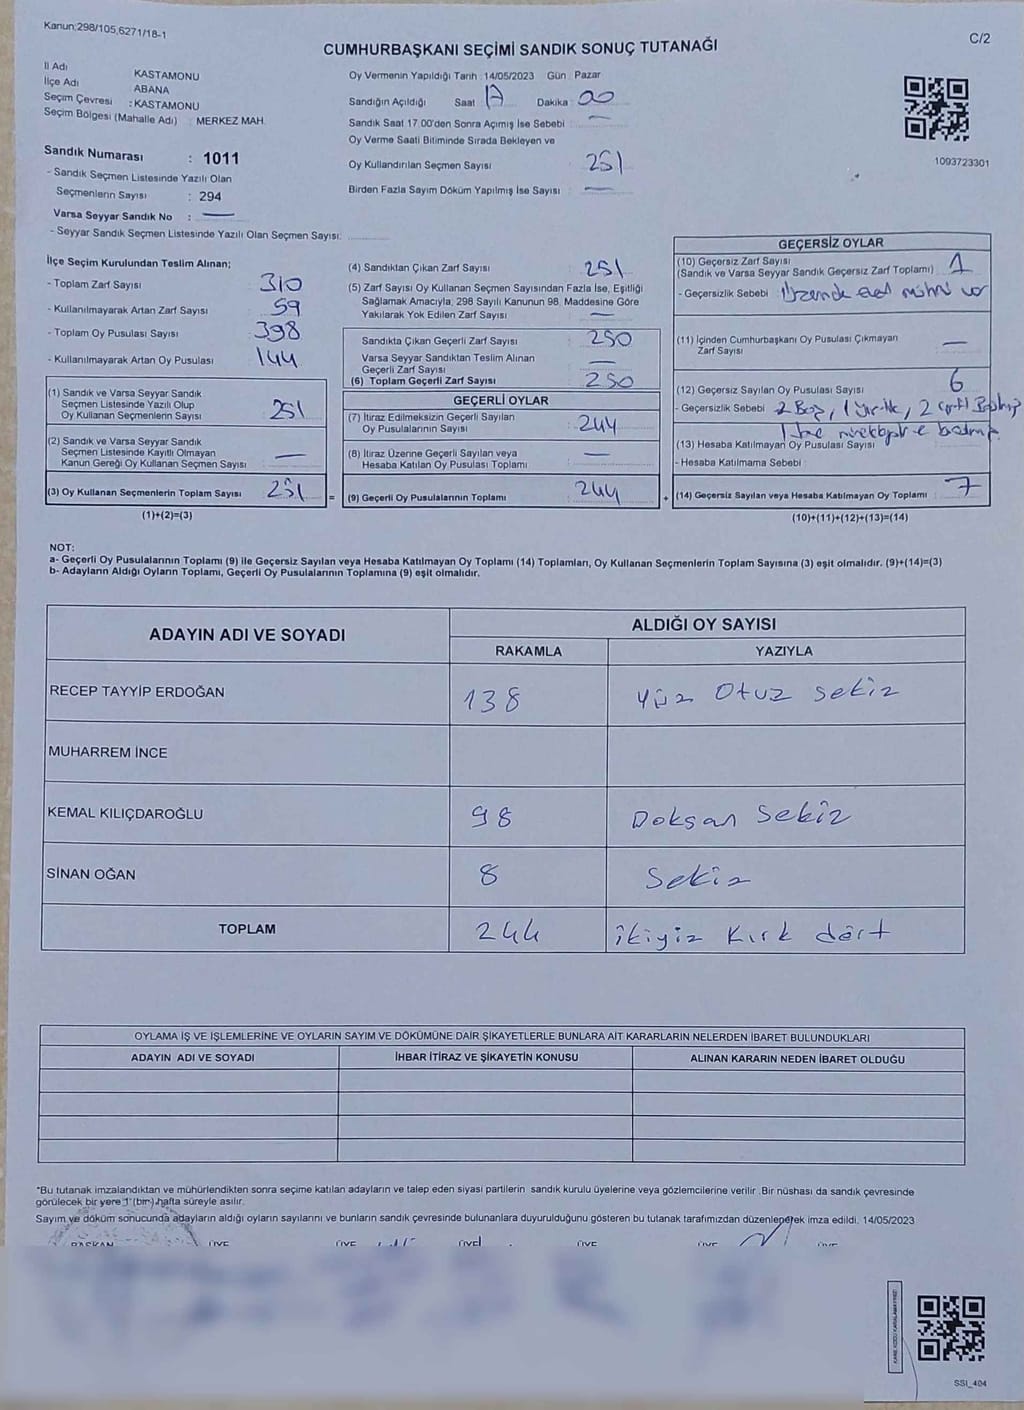 Kanun:298/105,6271/18-1
C/2
CUMHURBAŞKANI SEÇİMİ SANDIK SONUÇ TUTANAĞI
İl Adı KASTAMONU
İlçe Adı ABANA
Seçim Çevresi : KASTAMONU
Seçim Bölgesi (Mahalle Adı) : MERKEZ MAH.
Sandık Numarası : 1011
- Sandık Seçmen Listesinde Yazılı Olan
Seçmenlerin Sayısı : 294
Varsa Seyyar Sandık No : —
- Seyyar Sandık Seçmen Listesinde Yazılı Olan Seçmen Sayısı:
Oy Vermenin Yapıldığı Tarih : 14/05/2023 Gün : Pazar
Sandığın Açıldığı Saat 17 Dakika 00
Sandık Saat 17.00'den Sonra Açımış İse Sebebi : —
Oy Verme Saati Bitiminde Sırada Bekleyen ve
Oy Kullandırılan Seçmen Sayısı : 251
Birden Fazla Sayım Döküm Yapılmış İse Sayısı : —
1093723301
İlçe Seçim Kurulundan Teslim Alınan;
- Toplam Zarf Sayısı : 310
- Kullanılmayarak Artan Zarf Sayısı : 59
- Toplam Oy Pusulası Sayısı : 398
- Kullanılmayarak Artan Oy Pusulası : 144
(1) Sandık ve Varsa Seyyar Sandık
Seçmen Listesinde Yazılı Olup
Oy Kullanan Seçmenlerin Sayısı : 251
(2) Sandık ve Varsa Seyyar Sandık
Seçmen Listesinde Kayıtlı Olmayan
Kanun Gereği Oy Kullanan Seçmen Sayısı : —
(3) Oy Kullanan Seçmenlerin Toplam Sayısı : 251
(1)+(2)=(3)
(4) Sandıktan Çıkan Zarf Sayısı : 251
(5) Zarf Sayısı Oy Kullanan Seçmen Sayısından Fazla İse, Eşitliği
Sağlamak Amacıyla, 298 Sayılı Kanunun 98. Maddesine Göre
Yakılarak Yok Edilen Zarf Sayısı : —
Sandıkta Çıkan Geçerli Zarf Sayısı : 250
Varsa Seyyar Sandıktan Teslim Alınan
Geçerli Zarf Sayısı : —
(6) Toplam Geçerli Zarf Sayısı : 250
GEÇERLİ OYLAR
(7) İtiraz Edilmeksizin Geçerli Sayılan
Oy Pusulalarının Sayısı : 244
(8) İtiraz Üzerine Geçerli Sayılan veya
Hesaba Katılan Oy Pusulası Toplamı : —
= (9) Geçerli Oy Pusulalarının Toplamı : 244
GEÇERSİZ OYLAR
(10) Geçersiz Zarf Sayısı
(Sandık ve Varsa Seyyar Sandık Geçersiz Zarf Toplamı) : 1
- Geçersizlik Sebebi : Üzerinde evet mührü var
(11) İçinden Cumhurbaşkanı Oy Pusulası Çıkmayan
Zarf Sayısı : —
(12) Geçersiz Sayılan Oy Pusulası Sayısı : 6
- Geçersizlik Sebebi : 2 Boş, 1 yırtık, 2
(13) Hesaba Katılmayan Oy Pusulası Sayısı :
- Hesaba Katılmama Sebebi :
+ (14) Geçersiz Sayılan veya Hesaba Katılmayan Oy Toplamı : 7
(10)+(11)+(12)+(13)=(14)
NOT:
a- Geçerli Oy Pusulalarının Toplamı (9) ile Geçersiz Sayılan veya Hesaba Katılmayan Oy Toplamı (14) Toplamları, Oy Kullanan Seçmenlerin Toplam Sayısına (3) eşit olmalıdır. (9)+(14)=(3)
b- Adayların Aldığı Oyların Toplamı, Geçerli Oy Pusulalarının Toplamına (9) eşit olmalıdır.
ADAYIN ADI VE SOYADI
ALDIĞI OY SAYISI
RAKAMLA YAZIYLA
RECEP TAYYİP ERDOĞAN 138 Yüz Otuz sekiz
MUHARREM İNCE
KEMAL KILIÇDAROĞLU 98 Doksan Sekiz
SİNAN OĞAN 8 Sekiz
TOPLAM 244 ikiyüz kırk dört
OYLAMA İŞ VE İŞLEMLERİNE VE OYLARIN SAYIM VE DÖKÜMÜNE DAİR ŞİKAYETLERLE BUNLARA AİT KARARLARIN NELERDEN İBARET BULUNDUKLARI
ADAYIN ADI VE SOYADI İHBAR İTİRAZ VE ŞİKAYETİN KONUSU ALINAN KARARIN NEDEN İBARET OLDUĞU
*Bu tutanak imzalandıktan ve mühürlendikten sonra seçime katılan adayların ve talep eden siyasi partilerin sandık kurulu üyelerine veya gözlemcilerine verilir .Bir nüshası da sandık çevresinde
görülecek bir yere 1 (bir) hafta süreyle asılır.
Sayım ve döküm sonucunda adayların aldığı oyların sayılarını ve bunların sandık çevresinde bulunanlara duyurulduğunu gösteren bu tutanak tarafımızdan düzenlenerek imza edildi. 14/05/2023
BAŞKAN ÜYE ÜYE ÜYE ÜYE ÜYE ÜYE
KARE KODU KARALAMAYINIZ!
SSI_404